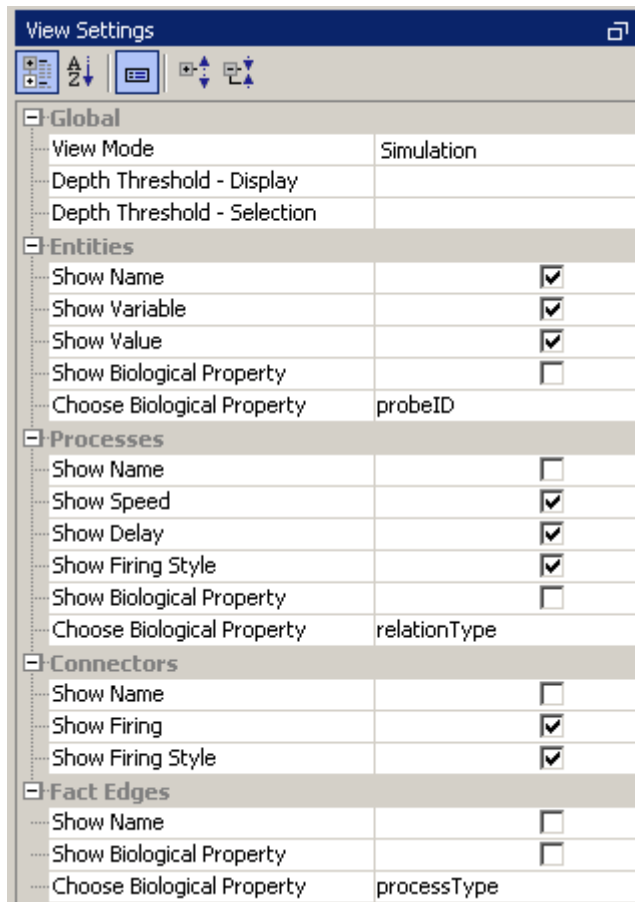 View Settings
A
Z
Global
View Mode Simulation
Depth Threshold - Display
Depth Threshold - Selection
Entities
Show Name
Show Variable
Show Value
Show Biological Property
Choose Biological Property probeID
Processes
Show Name
Show Speed
Show Delay
Show Firing Style
Show Biological Property
Choose Biological Property relationType
Connectors
Show Name
Show Firing
Show Firing Style
Fact Edges
Show Name
Show Biological Property
Choose Biological Property processType